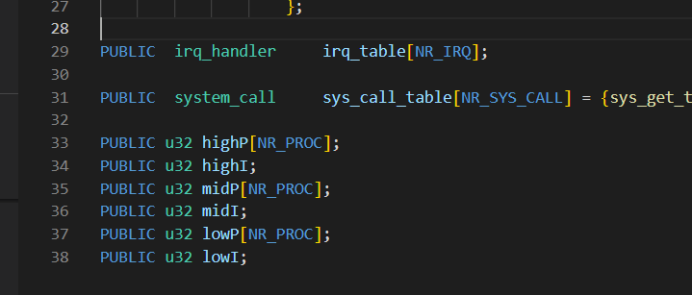 27 };
28
29 PUBLIC irq_handler irq_table[NR_IRQ];
30
31 PUBLIC system_call sys_call_table[NR_SYS_CALL] = {sys_get_t
32
33 PUBLIC u32 highP[NR_PROC];
34 PUBLIC u32 highI;
35 PUBLIC u32 midP[NR_PROC];
36 PUBLIC u32 midI;
37 PUBLIC u32 lowP[NR_PROC];
38 PUBLIC u32 lowI;